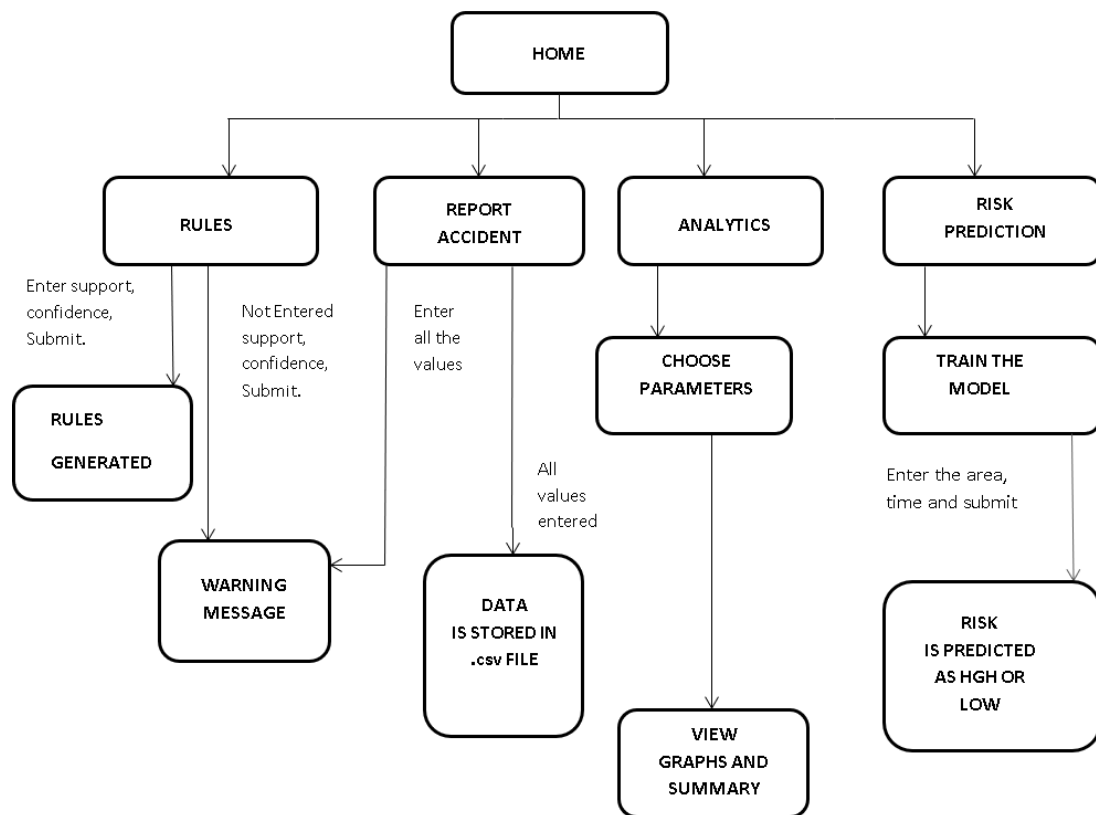 HOME
RULES
REPORT
ACCIDENT
ANALYTICS
RISK
PREDICTION
Enter support,
confidence,
Submit.
Not Entered
support,
confidence,
Submit.
Enter
all the
values
CHOOSE
PARAMETERS
TRAIN THE
MODEL
RULES
GENERATED
All
values
entered
Enter the area,
time and submit
WARNING
MESSAGE
DATA
IS STORED IN
.csv FILE
RISK
IS PREDICTED
AS HGH OR
LOW
VIEW
GRAPHS AND
SUMMARY